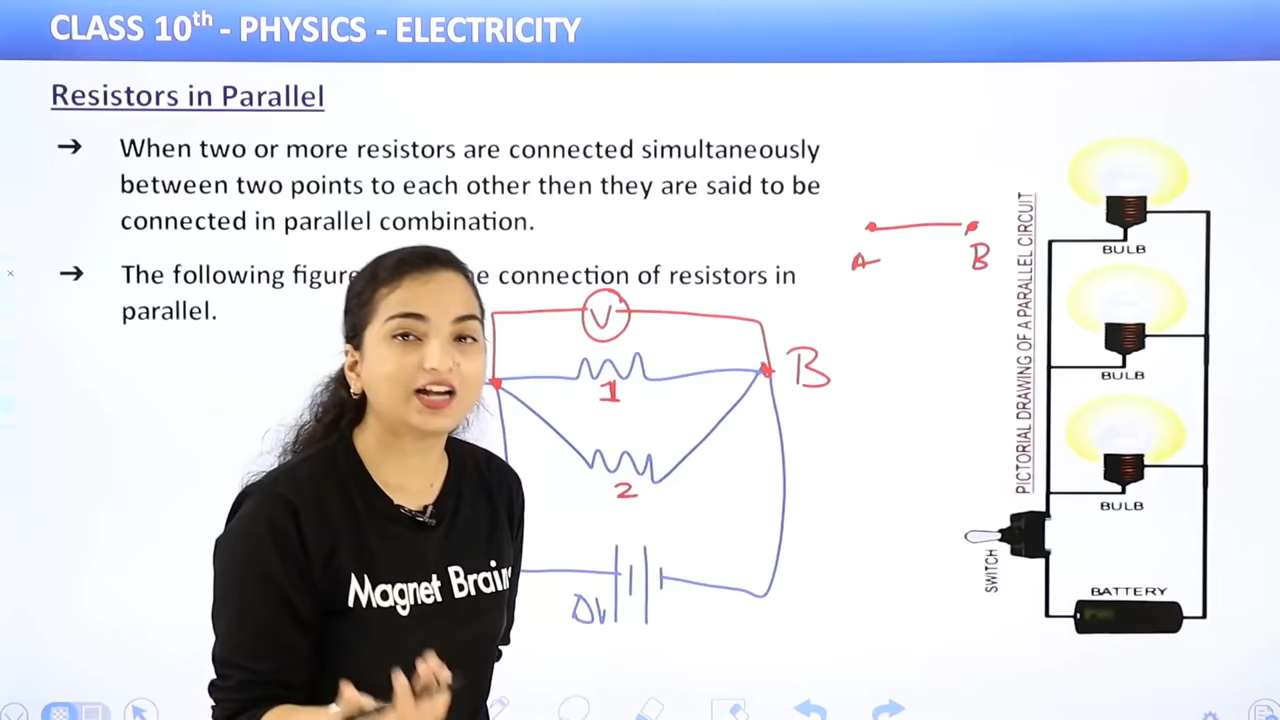 CLASS 10th - PHYSICS - ELECTRICITY
Resistors in Parallel
➔ When two or more resistors are connected simultaneously
between two points to each other then they are said to be
connected in parallel combination.
➔ The following figure e connection of resistors in
parallel.
A B
V
1
B
2
DV
Magnet Brain
PICTORIAL DRAWING OF A PARALLEL CIRCUIT
BULB
BULB
BULB
SWITCH
BATTERY